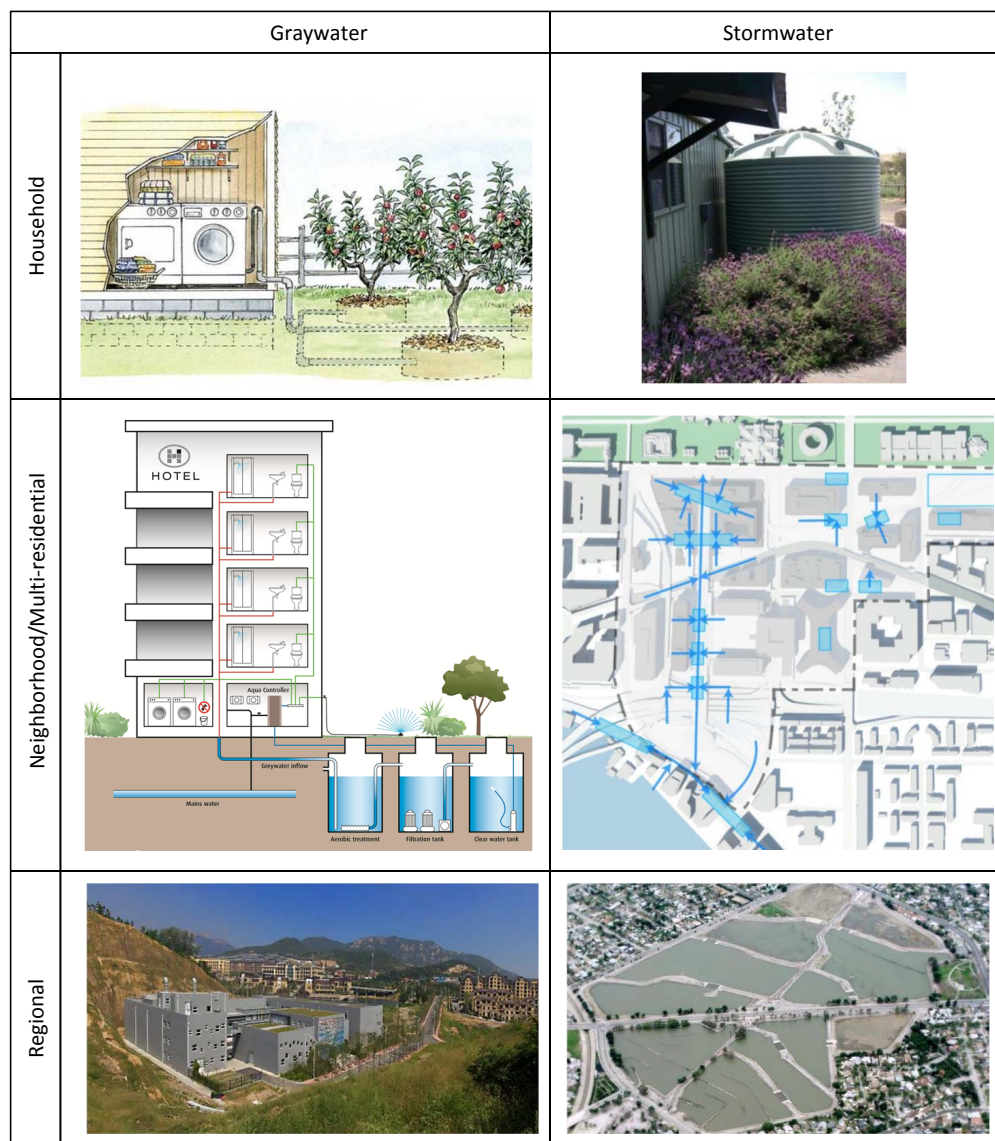 Graywater
Stormwater
Household
Neighborhood/Multi-residential
H
HOTEL
Aqua Controller
Greywater inflow
Mains water
Aerobic treatment
Filtration tank
Clear water tank
Regional